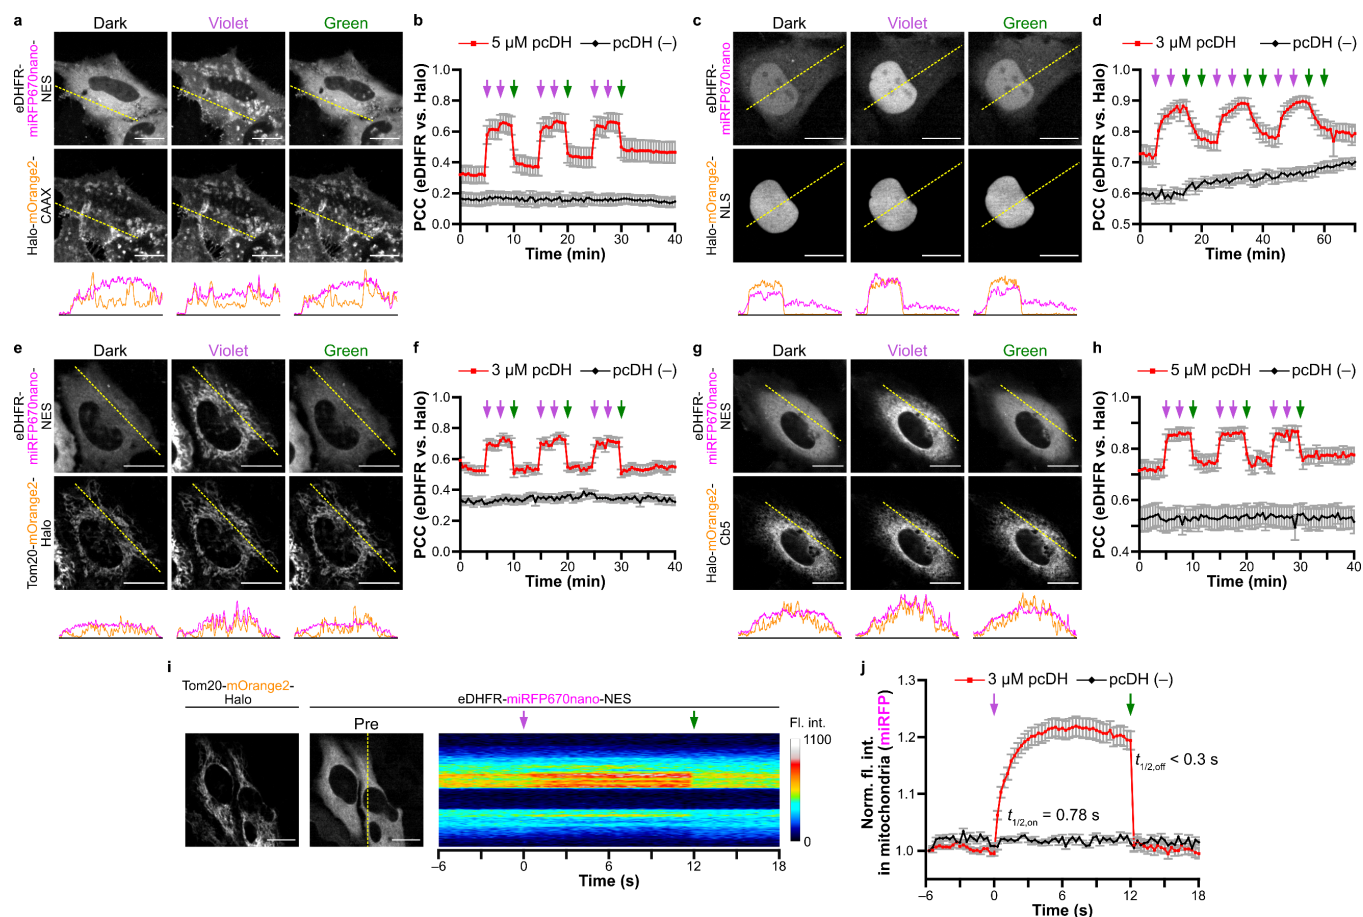 a
Dark
Violet
Green
eDHFR-
miRFP670nano-
NES
Halo-mOrange2-
CAAX
b
5 µM pcDH
pcDH (–)
PCC (eDHFR vs. Halo)
1.0
0.8
0.6
0.4
0.2
0.0
0
10
20
30
40
Time (min)
c
Dark
Violet
Green
eDHFR-
miRFP670nano
Halo-mOrange2-
NLS
d
3 µM pcDH
pcDH (–)
PCC (eDHFR vs. Halo)
1.0
0.9
0.8
0.7
0.6
0.5
0
20
40
60
Time (min)
e
Dark
Violet
Green
eDHFR-
miRFP670nano-
NES
Tom20-mOrange2-
Halo
f
3 µM pcDH
pcDH (–)
PCC (eDHFR vs. Halo)
1.0
0.8
0.6
0.4
0.2
0.0
0
10
20
30
40
Time (min)
g
Dark
Violet
Green
eDHFR-
miRFP670nano-
NES
Halo-mOrange2-
Cb5
h
5 µM pcDH
pcDH (–)
PCC (eDHFR vs. Halo)
1.0
0.8
0.6
0.4
0
10
20
30
40
Time (min)
i
Tom20-mOrange2-
Halo
eDHFR-miRFP670nano-NES
Pre
Fl. int.
1100
0
–6
0
6
12
18
Time (s)
j
3 µM pcDH
pcDH (–)
Norm. fl. int.
in mitochondria (miRFP)
1.3
1.2
1.1
1.0
t1/2,off < 0.3 s
t1/2,on = 0.78 s
–6
0
6
12
18
Time (s)